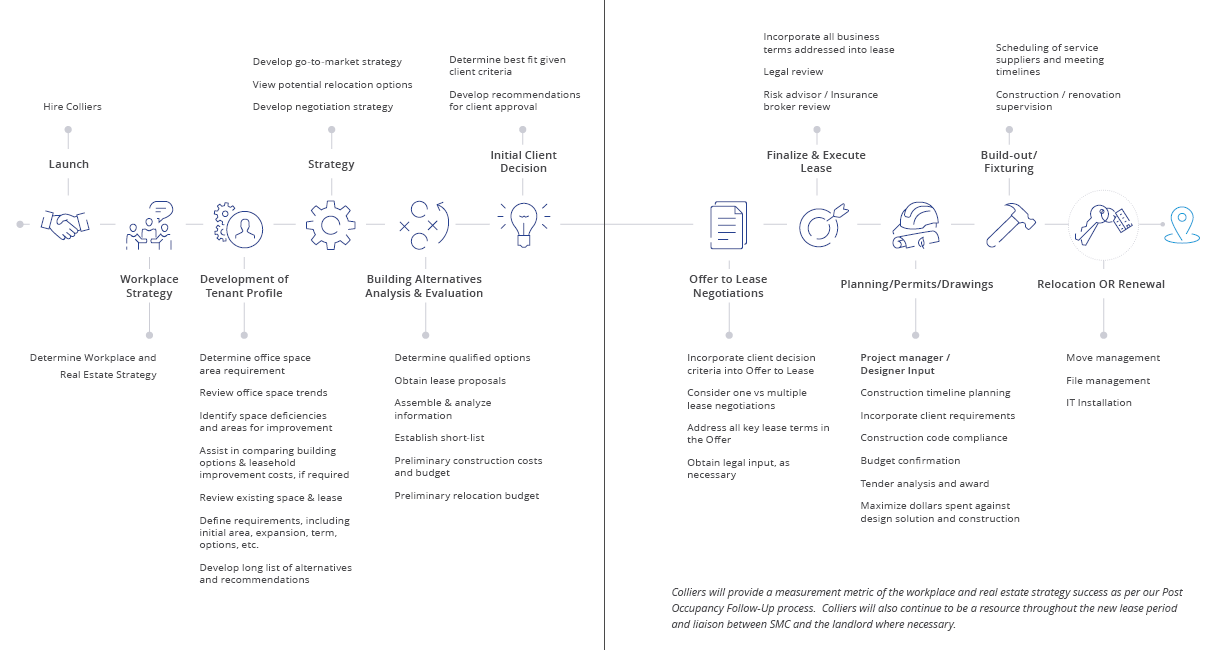 Hire Colliers
Launch
Workplace
Strategy
Determine Workplace and
Real Estate Strategy
Development of
Tenant Profile
Determine office space
area requirement
Review office space trends
Identify space deficiencies
and areas for improvement
Assist in comparing building
options & leasehold
improvement costs, if required
Review existing space & lease
Define requirements, including
initial area, expansion, term,
options, etc.
Develop long list of alternatives
and recommendations
Develop go-to-market strategy
View potential relocation options
Develop negotiation strategy
Strategy
Building Alternatives
Analysis & Evaluation
Determine qualified options
Obtain lease proposals
Assemble & analyze
information
Establish short-list
Preliminary construction costs
and budget
Preliminary relocation budget
Determine best fit given
client criteria
Develop recommendations
for client approval
Initial Client
Decision
Offer to Lease
Negotiations
Incorporate client decision
criteria into Offer to Lease
Consider one vs multiple
lease negotiations
Address all key lease terms in
the Offer
Obtain legal input, as
necessary
Incorporate all business
terms addressed into lease
Legal review
Risk advisor / Insurance
broker review
Finalize & Execute
Lease
Planning/Permits/Drawings
Project manager /
Designer Input
Construction timeline planning
Incorporate client requirements
Construction code compliance
Budget confirmation
Tender analysis and award
Maximize dollars spent against
design solution and construction
Scheduling of service
suppliers and meeting
timelines
Construction / renovation
supervision
Build-out/
Fixturing
Relocation OR Renewal
Move management
File management
IT Installation
Colliers will provide a measurement metric of the workplace and real estate strategy success as per our Post
Occupancy Follow-Up process.  Colliers will also continue to be a resource throughout the new lease period
and liaison between SMC and the landlord where necessary.